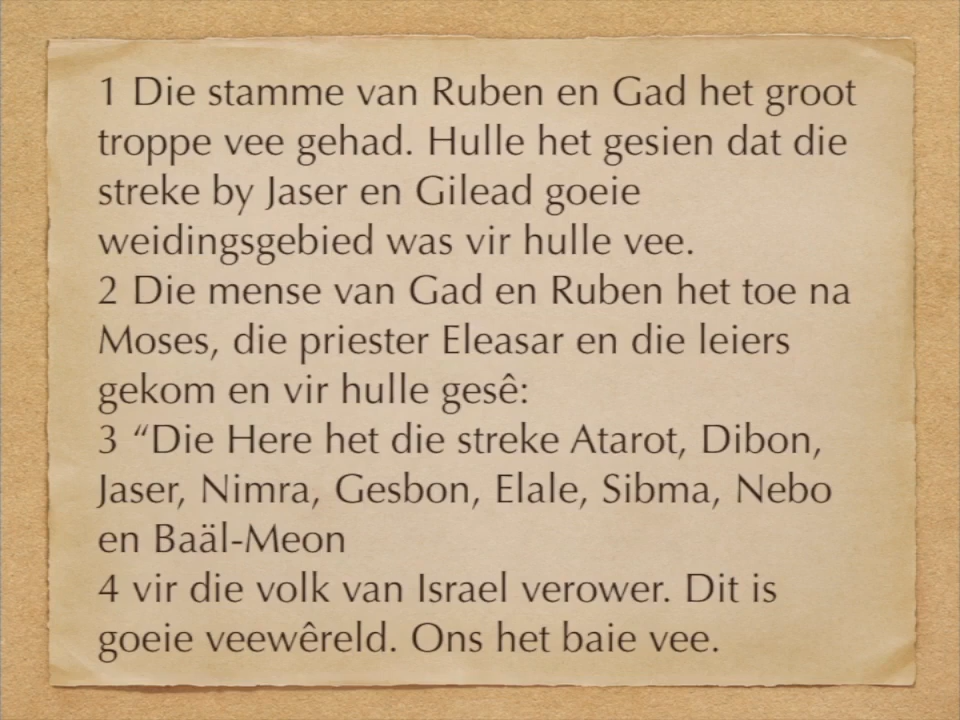 1 Die stamme van Ruben en Gad het groot
troppe vee gehad. Hulle het gesien dat die
streke by Jaser en Gilead goeie
weidingsgebied was vir hulle vee.
2 Die mense van Gad en Ruben het toe na
Moses, die priester Eleasar en die leiers
gekom en vir hulle gesê:
3 “Die Here het die streke Atarot, Dibon,
Jaser, Nimra, Gesbon, Elale, Sibma, Nebo
en Baäl-Meon
4 vir die volk van Israel verower. Dit is
goeie veewêreld. Ons het baie vee.